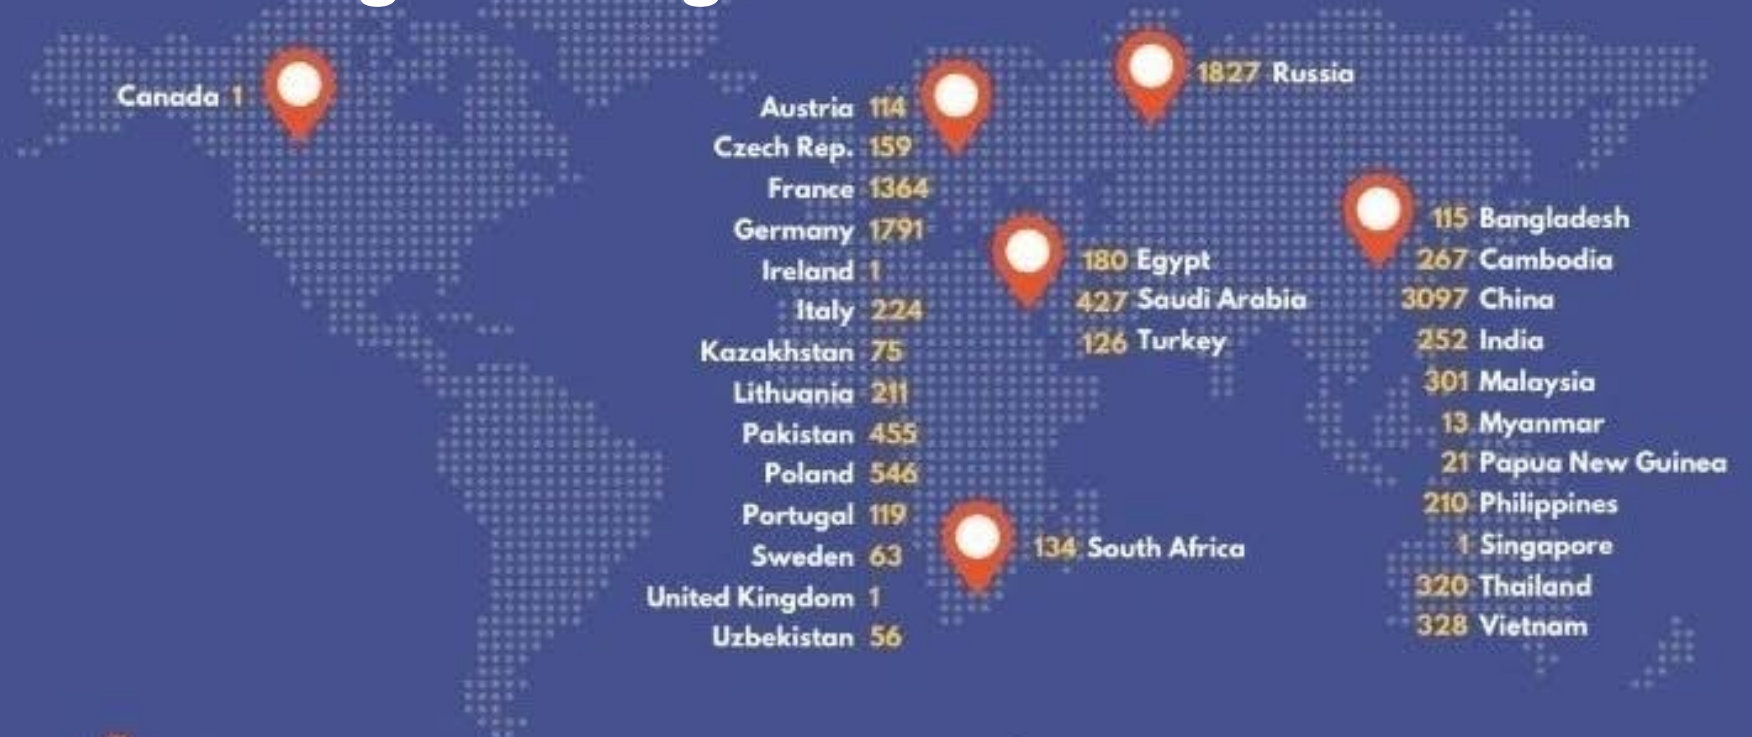 Canada 1
1827 Russia
Austria 114
Czech Rep. 159
France 1364
Germany 1791
Ireland 1
Italy 224
Kazakhstan 75
Lithuania 211
Pakistan 455
Poland 546
Portugal 119
Sweden 63
United Kingdom 1
Uzbekistan 56
180 Egypt
427 Saudi Arabia
126 Turkey
134 South Africa
115 Bangladesh
267 Cambodia
3097 China
252 India
301 Malaysia
13 Myanmar
21 Papua New Guinea
210 Philippines
1 Singapore
320 Thailand
328 Vietnam